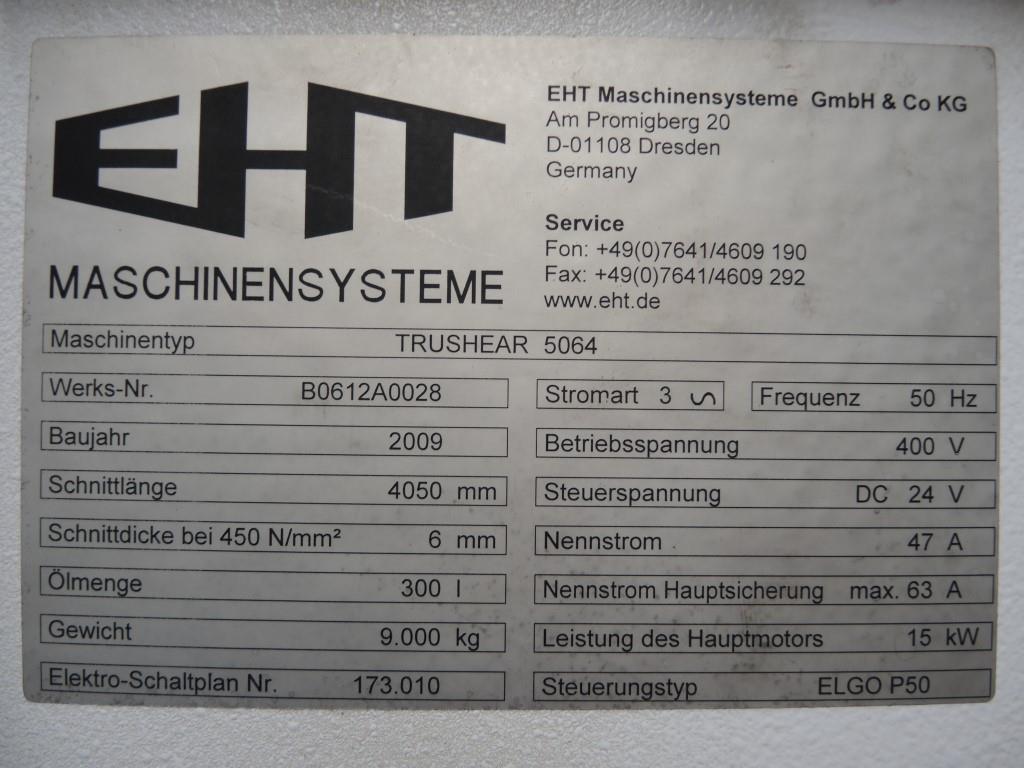 EHT
MASCHINENSYSTEME
EHT Maschinensysteme GmbH & Co KG
Am Promigberg 20
D-01108 Dresden
Germany
Service
Fon: +49(0)7641/4609 190
Fax: +49(0)7641/4609 292
www.eht.de
Maschinentyp TRUSHEAR 5064
Werks-Nr. B0612A0028
Stromart 3 ∽
Frequenz 50 Hz
Baujahr 2009
Betriebsspannung 400 V
Schnittlänge 4050 mm
Steuerspannung DC 24 V
Schnittdicke bei 450 N/mm² 6 mm
Nennstrom 47 A
Ölmenge 300 l
Nennstrom Hauptsicherung max. 63 A
Gewicht 9.000 kg
Leistung des Hauptmotors 15 kW
Elektro-Schaltplan Nr. 173.010
Steuerungstyp ELGO P50